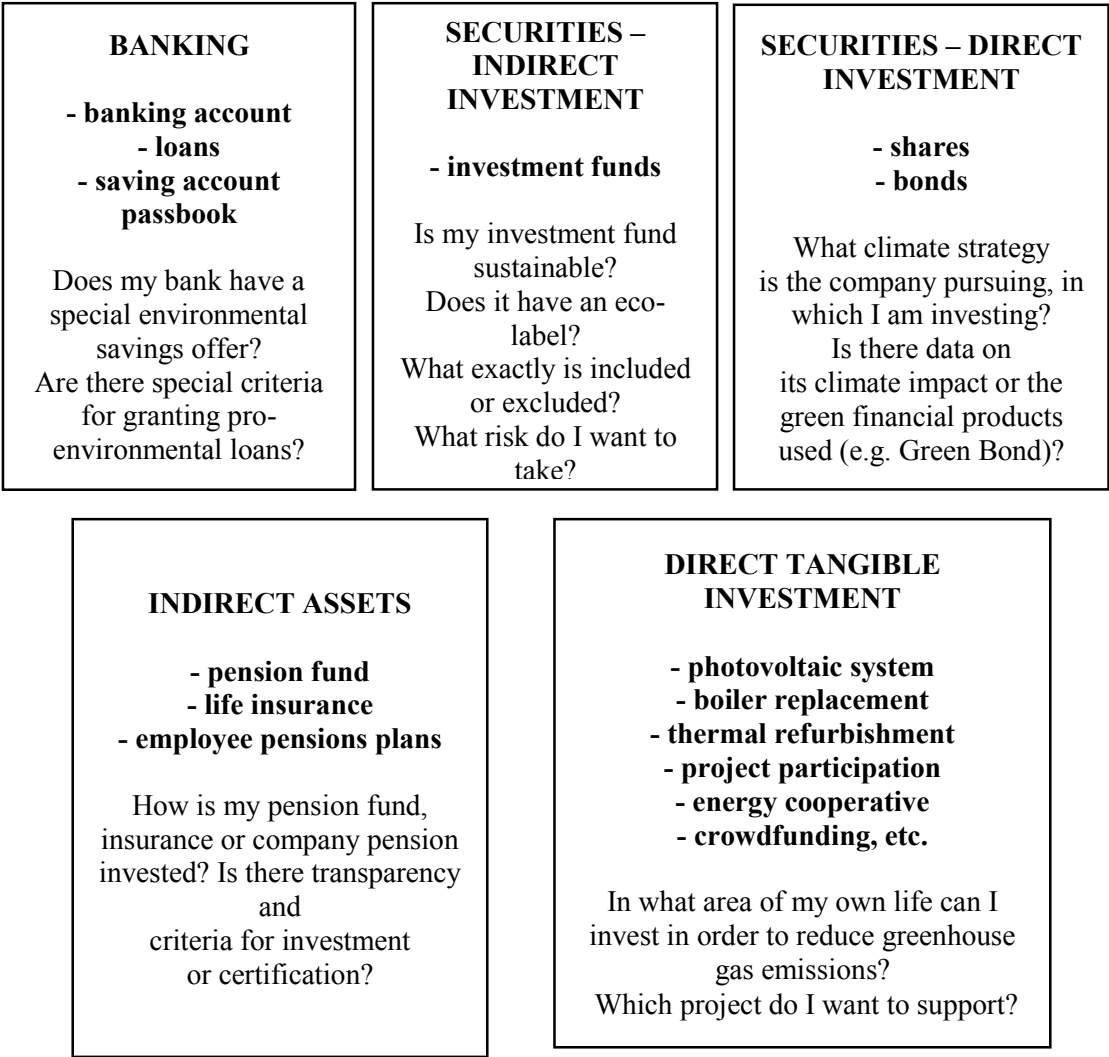 BANKING
- banking account
- loans
- saving account
passbook
Does my bank have a
special environmental
savings offer?
Are there special criteria
for granting pro-
environmental loans?
SECURITIES –
INDIRECT
INVESTMENT
- investment funds
Is my investment fund
sustainable?
Does it have an eco-
label?
What exactly is included
or excluded?
What risk do I want to
take?
SECURITIES – DIRECT
INVESTMENT
- shares
- bonds
What climate strategy
is the company pursuing, in
which I am investing?
Is there data on
its climate impact or the
green financial products
used (e.g. Green Bond)?
INDIRECT ASSETS
- pension fund
- life insurance
- employee pensions plans
How is my pension fund,
insurance or company pension
invested? Is there transparency
and
criteria for investment
or certification?
DIRECT TANGIBLE
INVESTMENT
- photovoltaic system
- boiler replacement
- thermal refurbishment
- project participation
- energy cooperative
- crowdfunding, etc.
In what area of my own life can I
invest in order to reduce greenhouse
gas emissions?
Which project do I want to support?